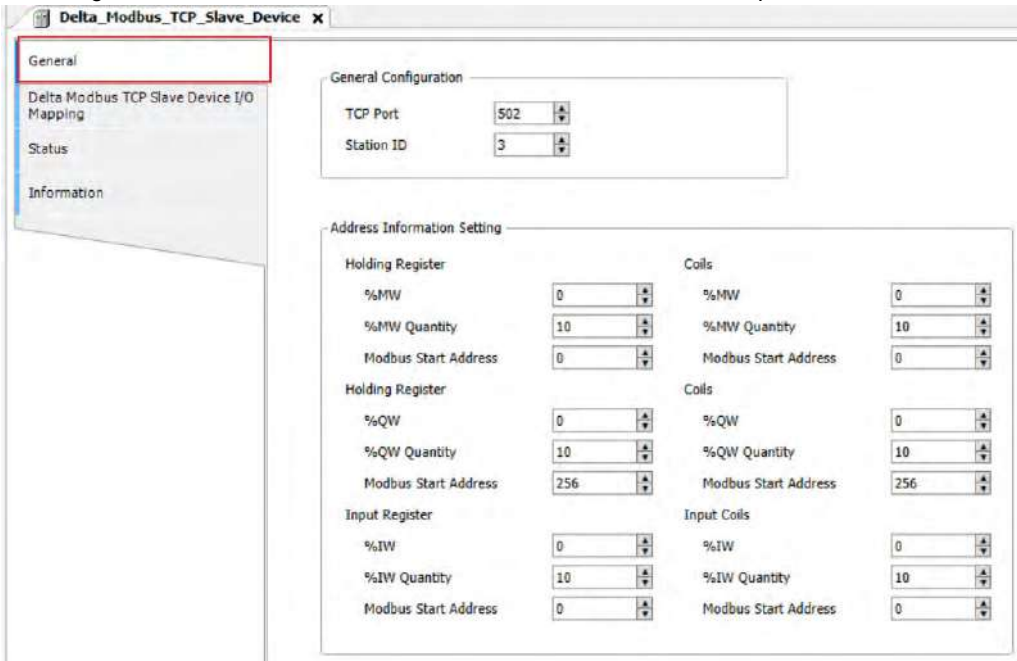 Delta_Modbus_TCP_Slave_Device x
General
Delta Modbus TCP Slave Device I/O
Mapping
Status
Information
General Configuration
TCP Port 502
Station ID 3
Address Information Setting
Holding Register Coils
%MW 0 %MW 0
%MW Quantity 10 %MW Quantity 10
Modbus Start Address 0 Modbus Start Address 0
Holding Register Coils
%QW 0 %QW 0
%QW Quantity 10 %QW Quantity 10
Modbus Start Address 256 Modbus Start Address 256
Input Register Input Coils
%IW 0 %IW 0
%IW Quantity 10 %IW Quantity 10
Modbus Start Address 0 Modbus Start Address 0